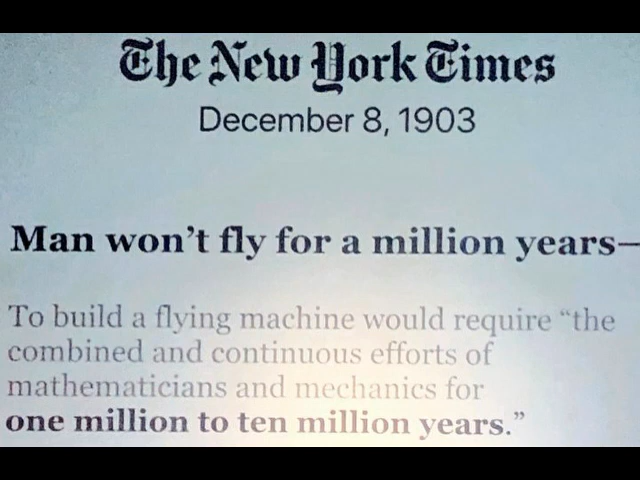 The New York Times
December 8, 1903
Man won't fly for a million years—
To build a flying machine would require “the
combined and continuous efforts of
mathematicians and mechanics for
one million to ten million years.”